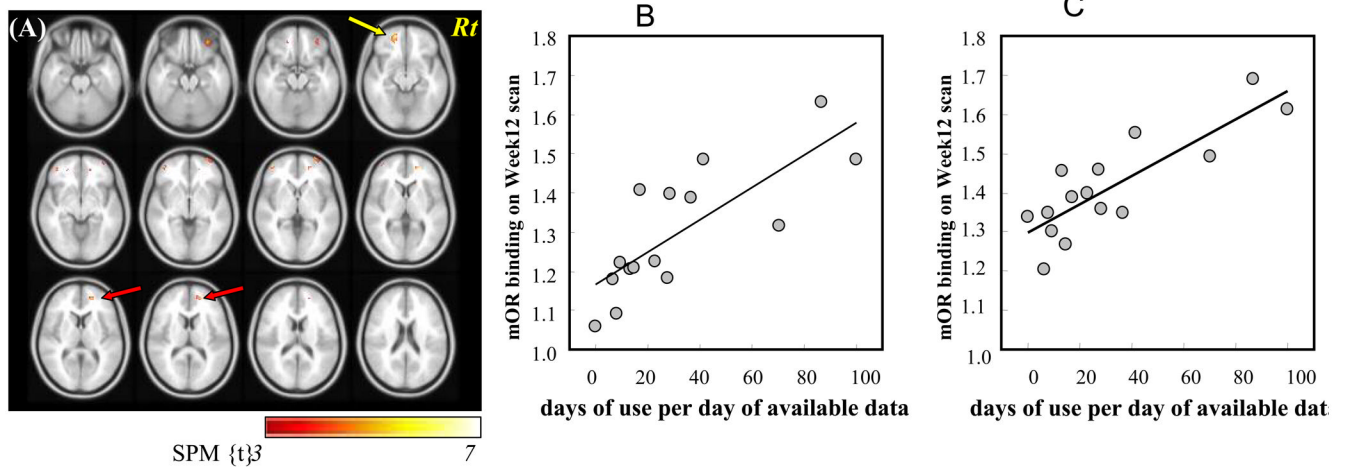 (A)
Rt
SPM {t}3
7
B
1.8
1.7
1.6
1.5
1.4
1.3
1.2
1.1
1.0
mOR binding on Week12 scan
0 20 40 60 80 100
days of use per day of available data
C
1.8
1.7
1.6
1.5
1.4
1.3
1.2
1.1
1.0
mOR binding on Week12 scan
0 20 40 60 80 100
days of use per day of available dat